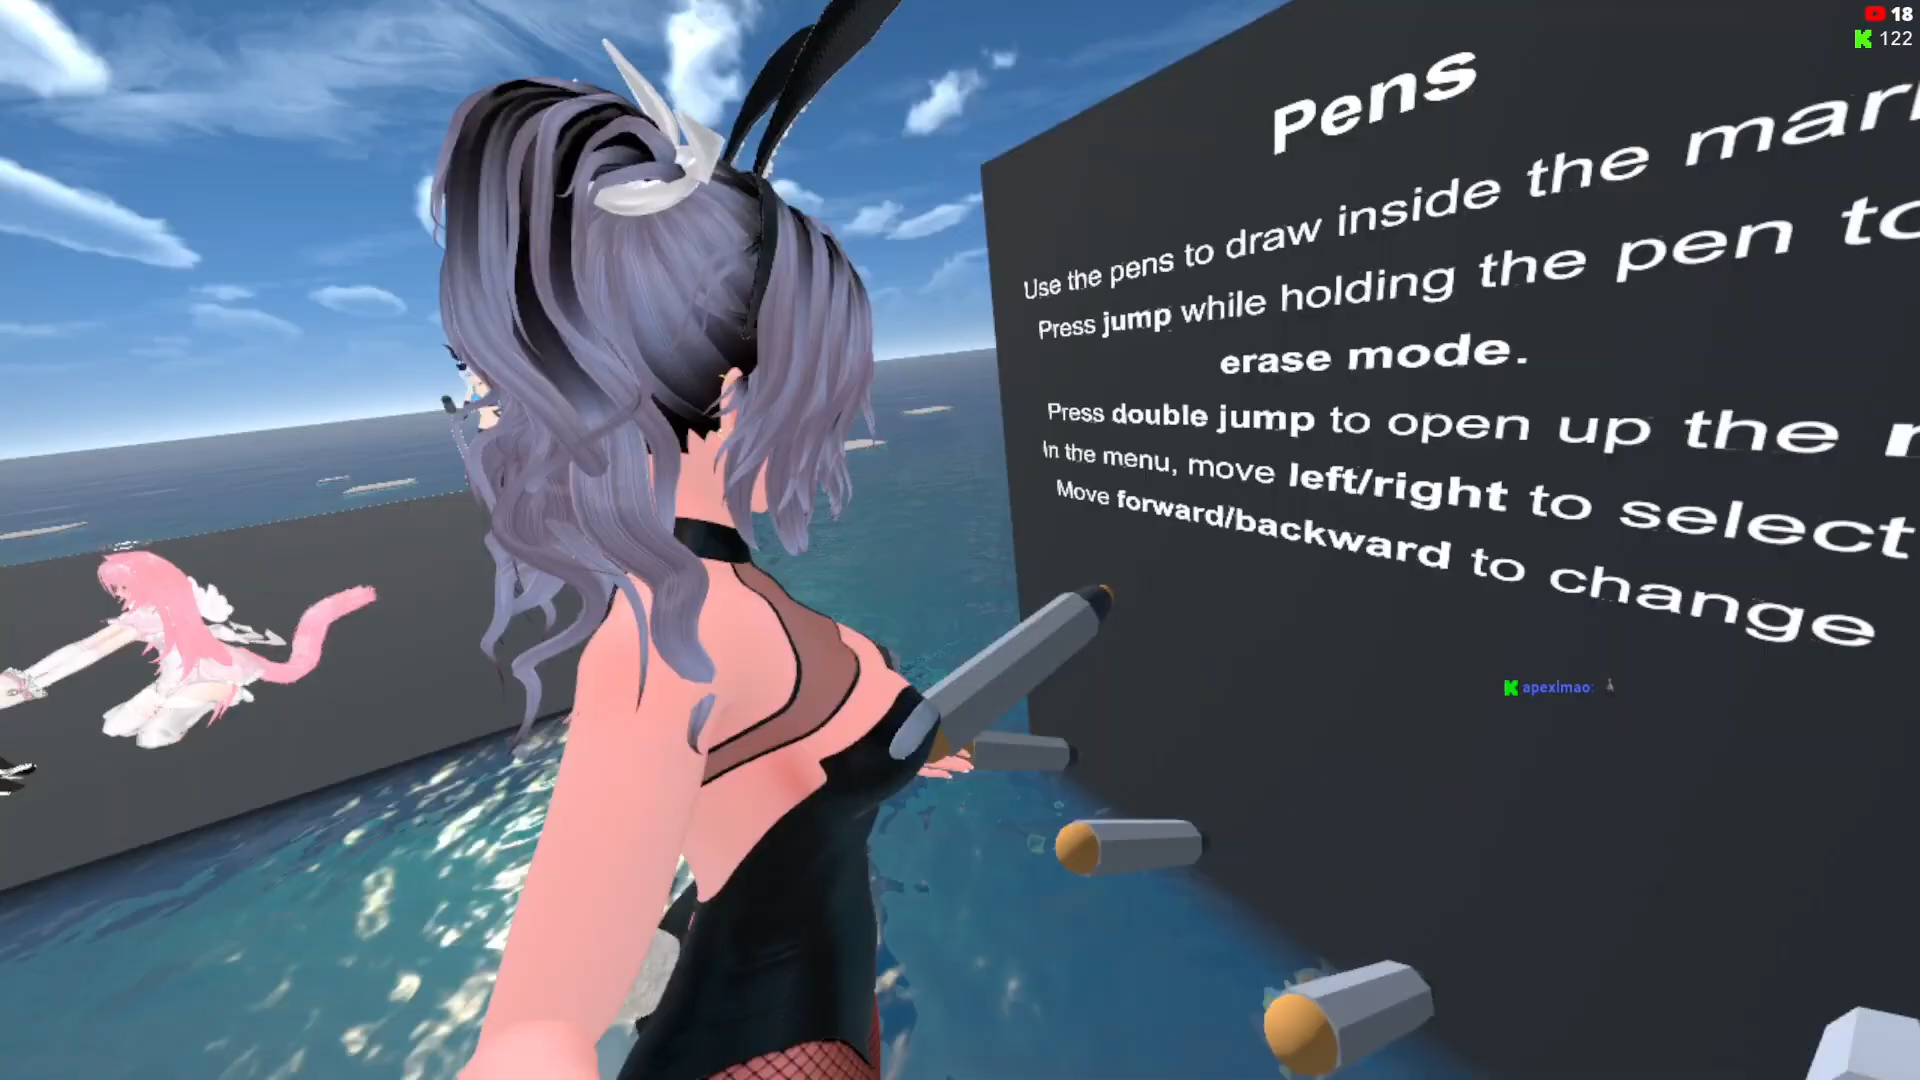 18
K 122
Pens
Use the pens to draw inside the
Press jump while holding the pen to
erase mode.
Press double jump to open up the
In the menu, move left/right to select
Move forward/backward to change
K apexlmao: